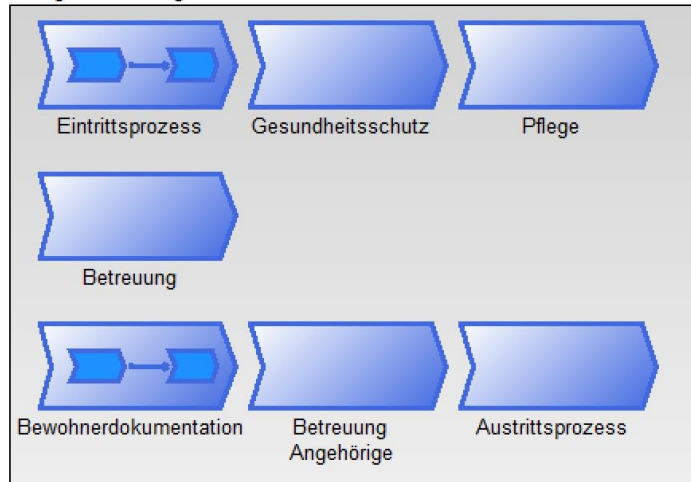 Eintrittsprozess
Gesundheitsschutz
Pflege
Betreuung
Bewohnerdokumentation
Betreuung
Angehörige
Austrittsprozess